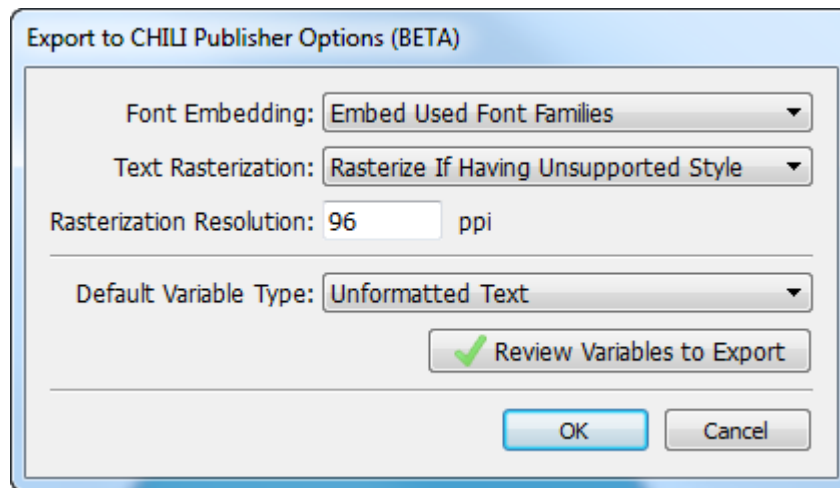 Export to CHILI Publisher Options (BETA)
Font Embedding: Embed Used Font Families
Text Rasterization: Rasterize If Having Unsupported Style
Rasterization Resolution: 96 ppi
Default Variable Type: Unformatted Text
Review Variables to Export
OK Cancel